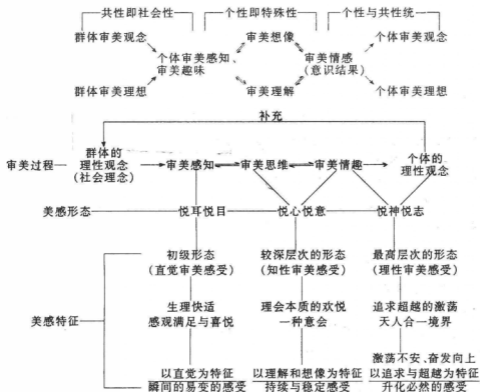 共性即社会性 个性即特殊性 个性与共性统
群体审美观念 审美想像 个体审美观念
个体审美感知、 审美情感
审美趣味 (意识结果)
群体审美理想 审美理解 个体审美理想
补充
群体的 个体的
审美过程 理性观念 审美感知 审美思维 审美情趣 理性观念
(社会理念)
美感形态 悦耳悦目 悦心悦意 悦神悦志
初级形态 较深层次的形态 最高层次的形态
(直觉审美感受) (知性审美感受) (理性审美感受)
生理快适 理会本质的欢悦 追求超越的激荡
美感特征 感观满足与喜悦 一种意会 天人合一境界
激荡不安、奋发向上
以直觉为特征 以理解和想像为特征 以追求与超越为特征
瞬间的易变的感受 持续与稳定感受 升化必然的感受